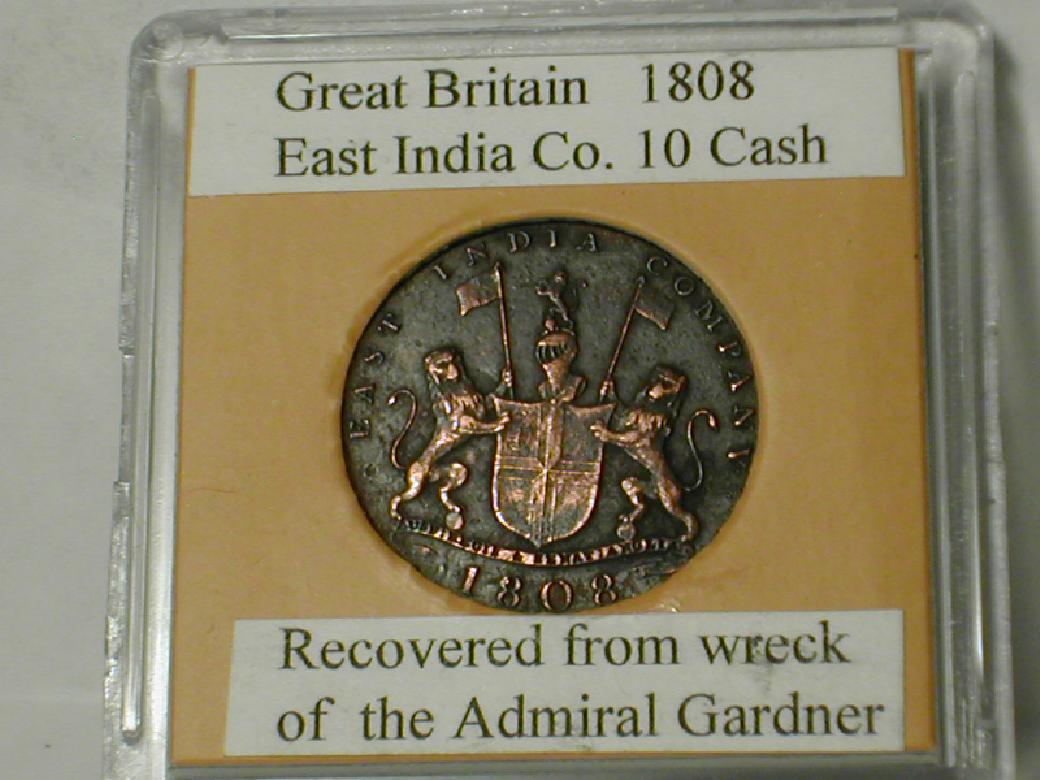 Great Britain 1808
East India Co. 10 Cash
EAST INDIA COMPANY
1808
Recovered from wreck
of the Admiral Gardner